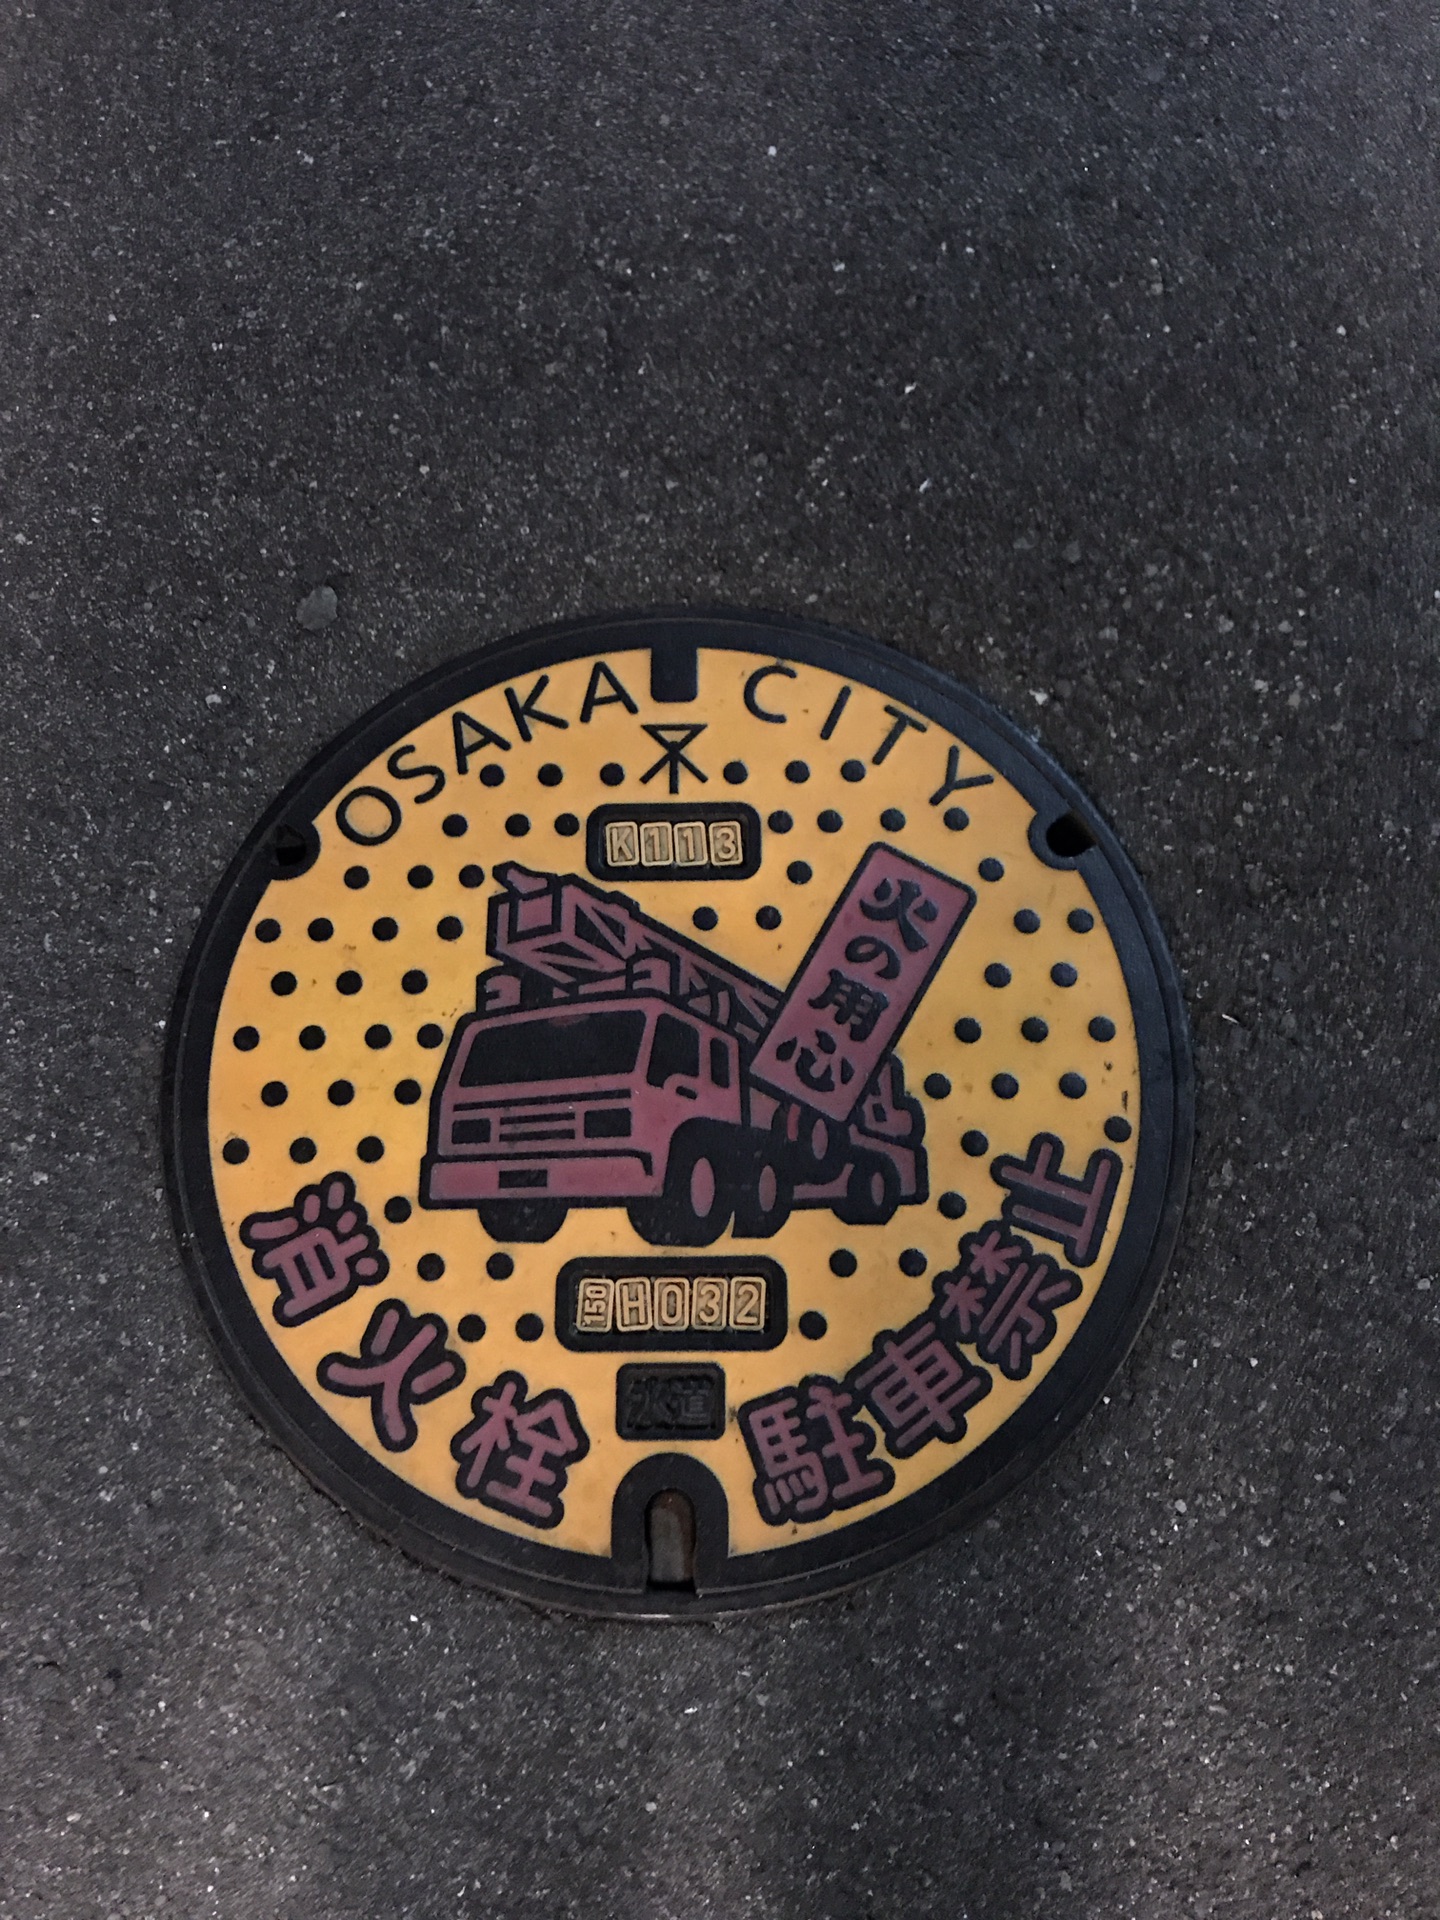 OSAKA CITY
K113
火の用心
150 H032
水道
消火栓
駐車禁止